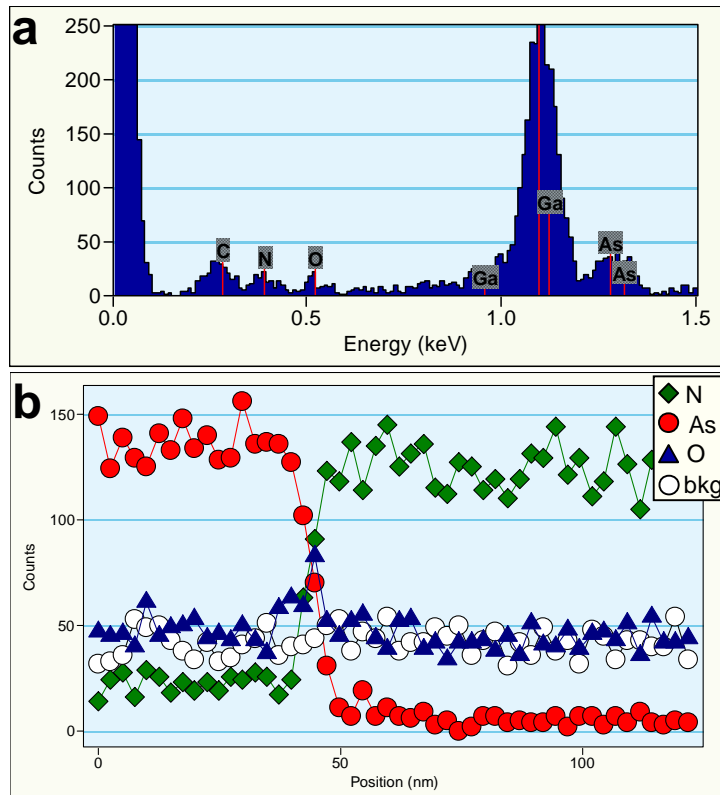 a
250
200
150
100
50
0
Counts
C
N
O
Ga
Ga
As
As
0.0
0.5
1.0
1.5
Energy (keV)
b
N
As
O
bkg
150
100
50
0
Counts
0
50
100
Position (nm)